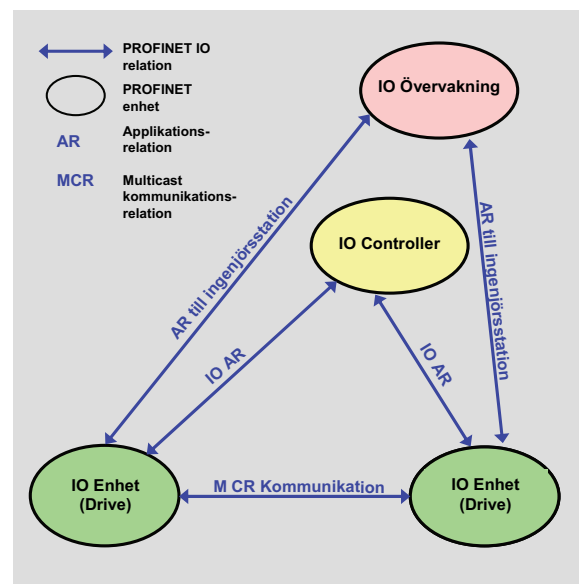 PROFINET IO
relation
PROFINET
enhet
AR
Applikations-
relation
MCR
Multicast
kommunikations-
relation
IO Övervakning
AR till ingenjörsstation
AR till ingenjörsstation
IO Controller
IO AR
IO AR
IO Enhet
(Drive)
M CR Kommunikation
IO Enhet
(Drive)